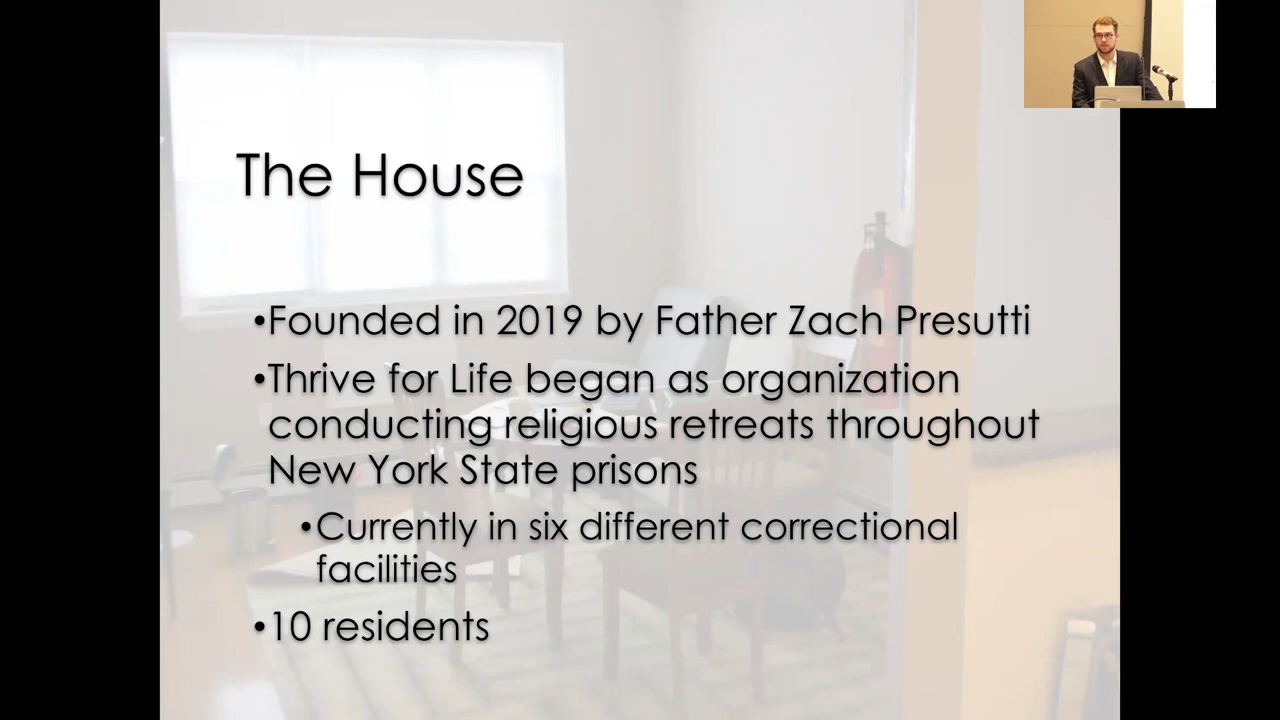 The House
•Founded in 2019 by Father Zach Presutti
•Thrive for Life began as organization
conducting religious retreats throughout
New York State prisons
•Currently in six different correctional
facilities
•10 residents